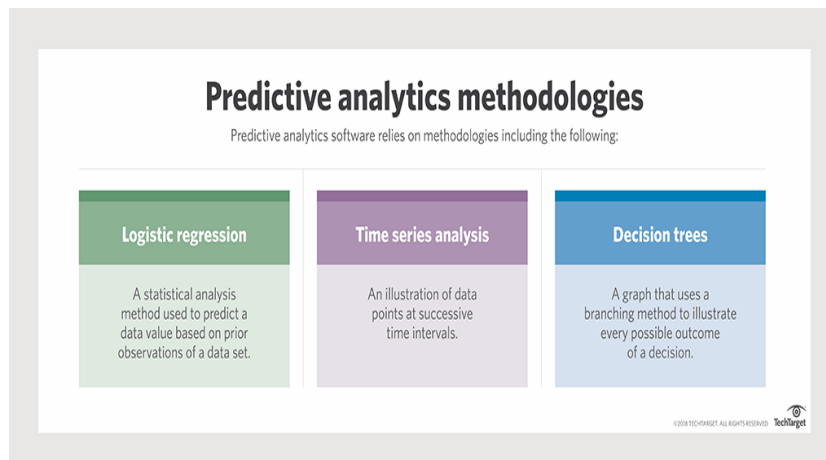 Predictive analytics methodologies
Predictive analytics software relies on methodologies including the following:
Logistic regression
A statistical analysis
method used to predict a
data value based on prior
observations of a data set.
Time series analysis
An illustration of data
points at successive
time intervals.
Decision trees
A graph that uses a
branching method to illustrate
every possible outcome
of a decision.
©2018 TECHTARGET. ALL RIGHTS RESERVED
TechTarget